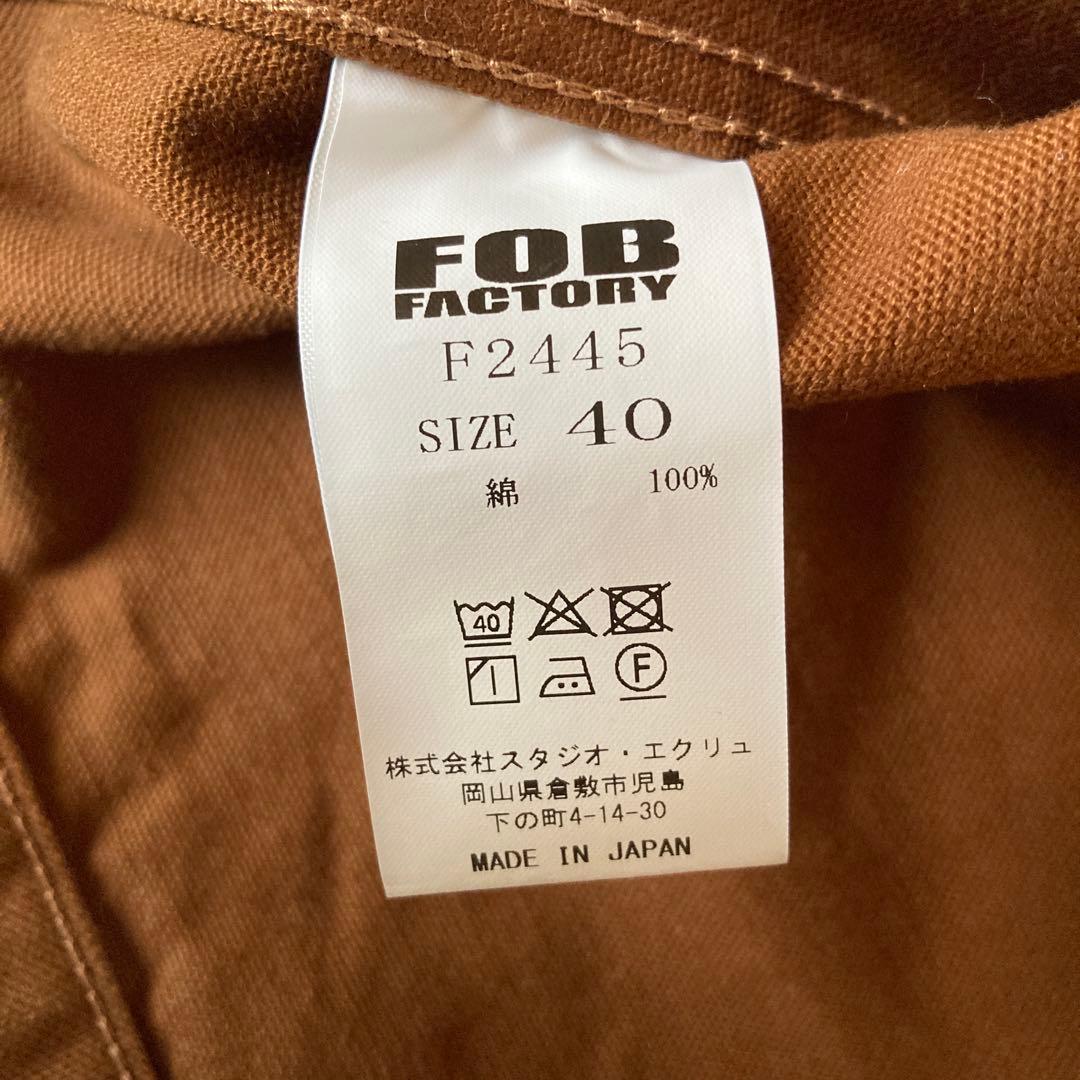 FOB
FACTORY
F2445
SIZE 40
綿 100%
40
F
株式会社スタジオ・エクリュ
岡山県倉敷市児島
下の町4-14-30
MADE IN JAPAN